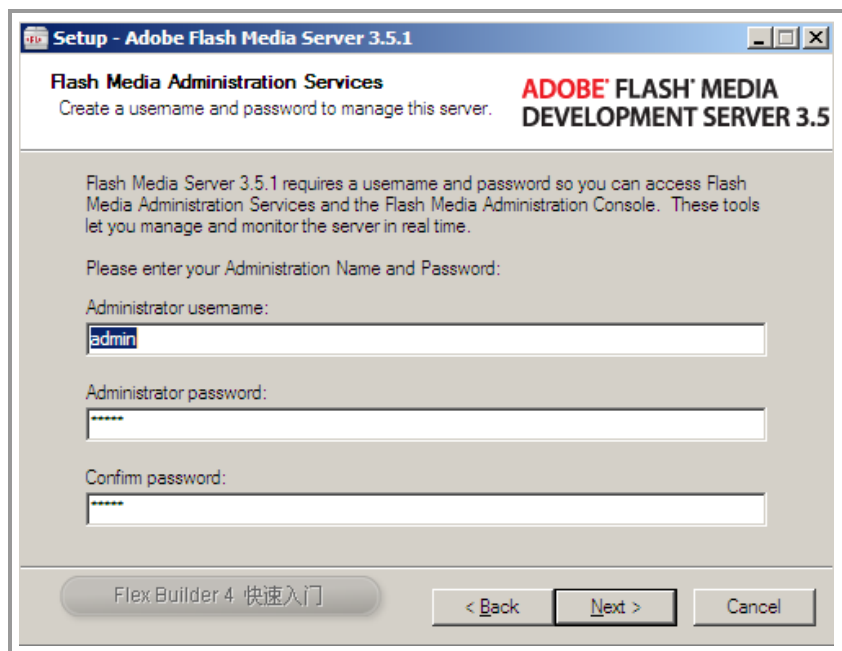 Setup - Adobe Flash Media Server 3.5.1
Flash Media Administration Services
Create a username and password to manage this server.
ADOBE® FLASH® MEDIA
DEVELOPMENT SERVER 3.5
Flash Media Server 3.5.1 requires a username and password so you can access Flash
Media Administration Services and the Flash Media Administration Console. These tools
let you manage and monitor the server in real time.
Please enter your Administration Name and Password:
Administrator username:
admin
Administrator password:
*****
Confirm password:
*****
Flex Builder 4 快速入门
< Back
Next >
Cancel